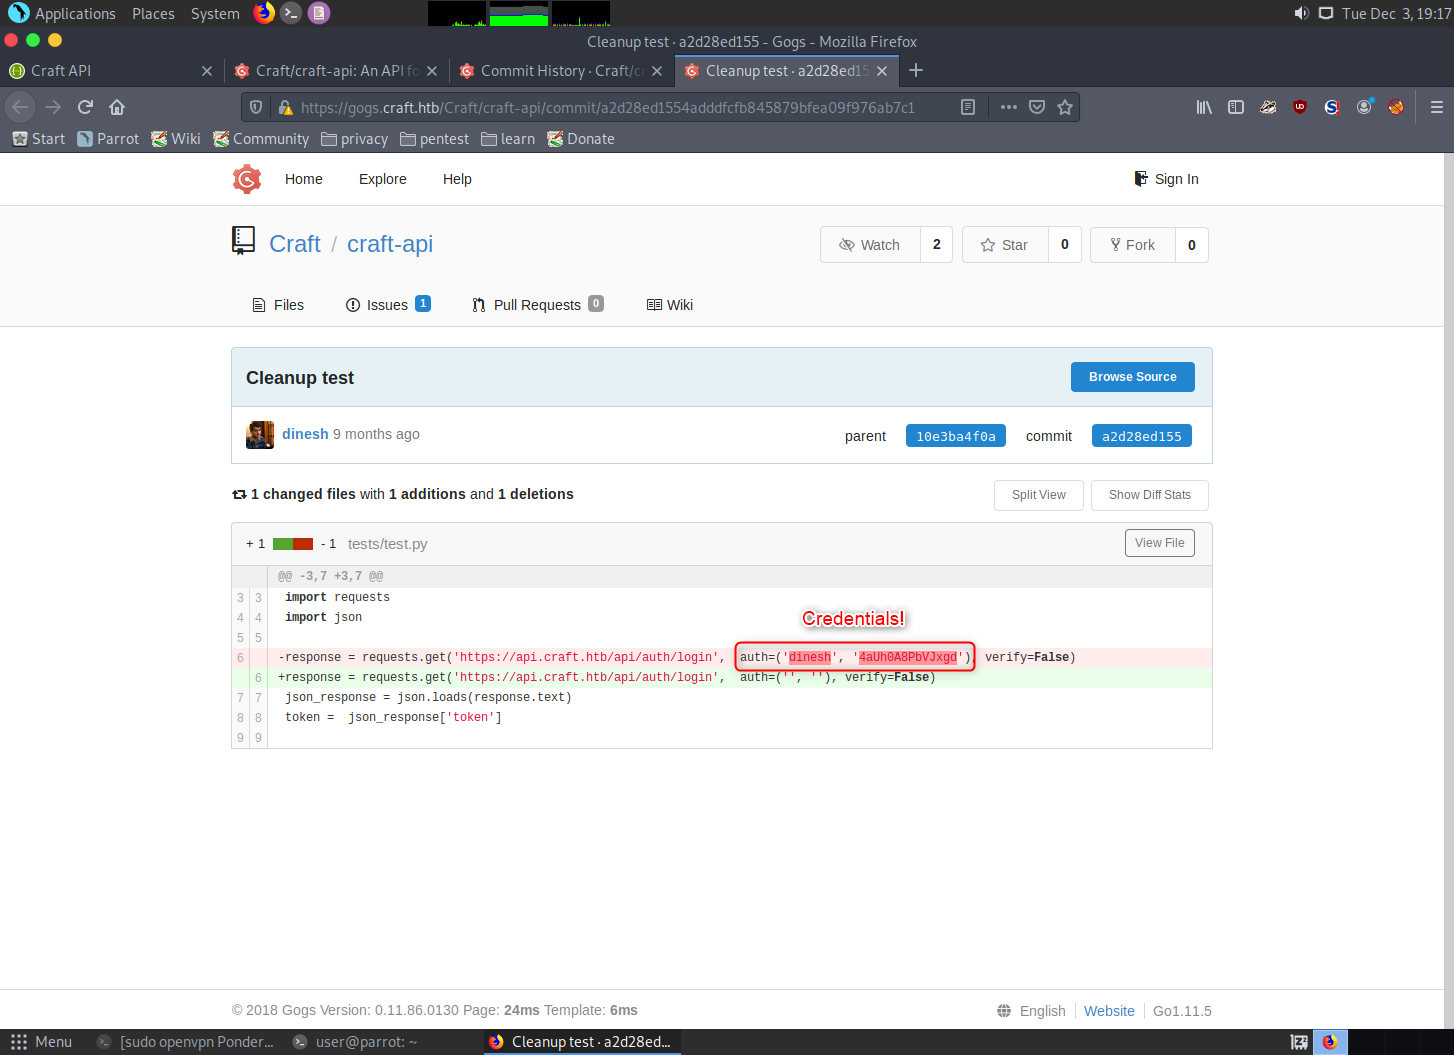 Applications Places System Tue Dec 3, 19:17
Cleanup test · a2d28ed155 - Gogs - Mozilla Firefox
Craft API Craft/craft-api: An API fo Commit History · Craft/cr Cleanup test · a2d28ed15
https://gogs.craft.htb/Craft/craft-api/commit/a2d28ed1554adddfcfb845879bfea09f976ab7c1
Start Parrot Wiki Community privacy pentest learn Donate
Home Explore Help Sign In
Craft / craft-api Watch 2 Star 0 Fork 0
Files Issues 1 Pull Requests 0 Wiki
Cleanup test Browse Source
dinesh 9 months ago parent 10e3ba4f0a commit a2d28ed155
1 changed files with 1 additions and 1 deletions Split View Show Diff Stats
+ 1 - 1 tests/test.py View File
@@ -3,7 +3,7 @@
3 3 import requests
Credentials!
4 4 import json
5 5
6 -response = requests.get('https://api.craft.htb/api/auth/login', auth=('dinesh', '4aUh0A8PbVJxgd'), verify=False)
6 +response = requests.get('https://api.craft.htb/api/auth/login', auth=('', ''), verify=False)
7 7 json_response = json.loads(response.text)
8 8 token = json_response['token']
9 9
© 2018 Gogs Version: 0.11.86.0130 Page: 24ms Template: 6ms English Website Go1.11.5
Menu [sudo openvpn Ponder... user@parrot: ~ Cleanup test · a2d28ed...